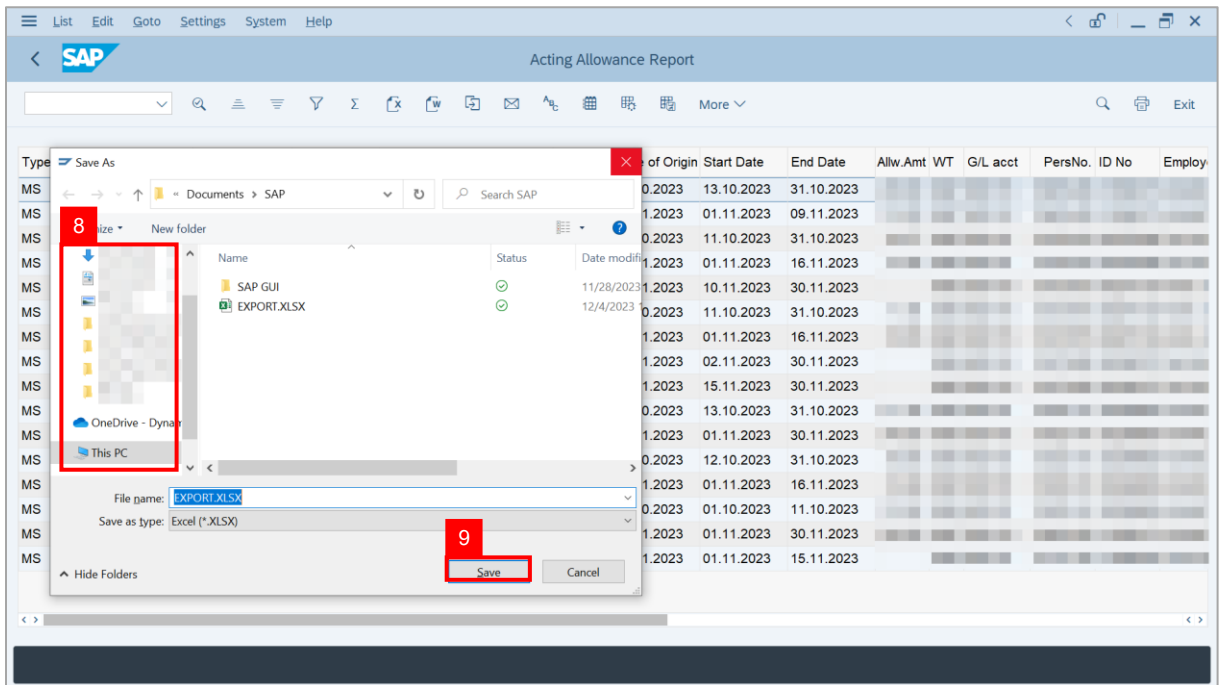 List Edit Goto Settings System Help
SAP
Acting Allowance Report
More
Exit
Type of Origin Start Date End Date Allw.Amt WT G/L acct PersNo. ID No
Save As
Documents > SAP
Search SAP
8
New folder
Name Status Date
SAP GUI 11/28/2023
EXPORT.XLSX 12/4/2023
OneDrive -
This PC
File name: EXPORT.XLSX
Save as type: Excel (*.XLSX)
9
Hide Folders
Save Cancel
MS 0.2023 13.10.2023 31.10.2023
MS 1.2023 01.11.2023 09.11.2023
MS 0.2023 11.10.2023 31.10.2023
MS 1.2023 01.11.2023 16.11.2023
MS 1.2023 10.11.2023 30.11.2023
MS 0.2023 11.10.2023 31.10.2023
MS 1.2023 01.11.2023 16.11.2023
MS 1.2023 02.11.2023 30.11.2023
MS 1.2023 15.11.2023 30.11.2023
MS 0.2023 13.10.2023 31.10.2023
MS 1.2023 01.11.2023 30.11.2023
MS 0.2023 12.10.2023 31.10.2023
MS 1.2023 01.11.2023 16.11.2023
MS 0.2023 01.10.2023 11.10.2023
MS 1.2023 01.11.2023 30.11.2023
MS 1.2023 01.11.2023 15.11.2023